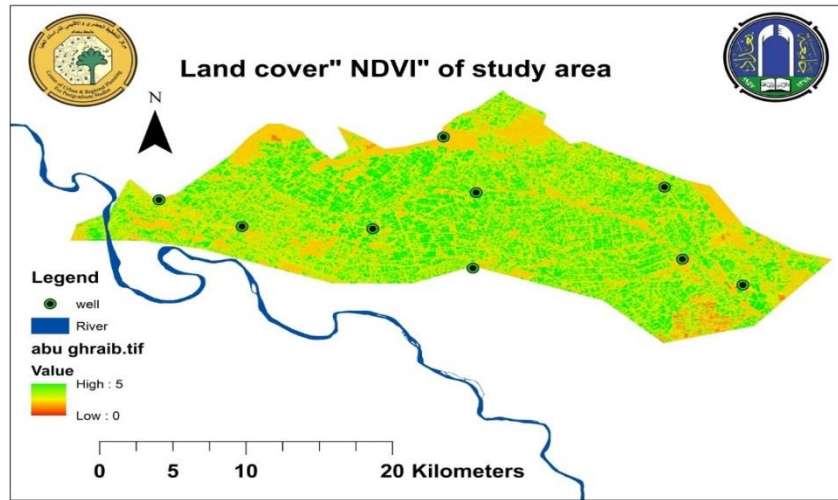 Land cover" NDVI" of study area
N
Legend
well
River
abu ghraib.tif
Value
High : 5
Low : 0
0 5 10 20 Kilometers